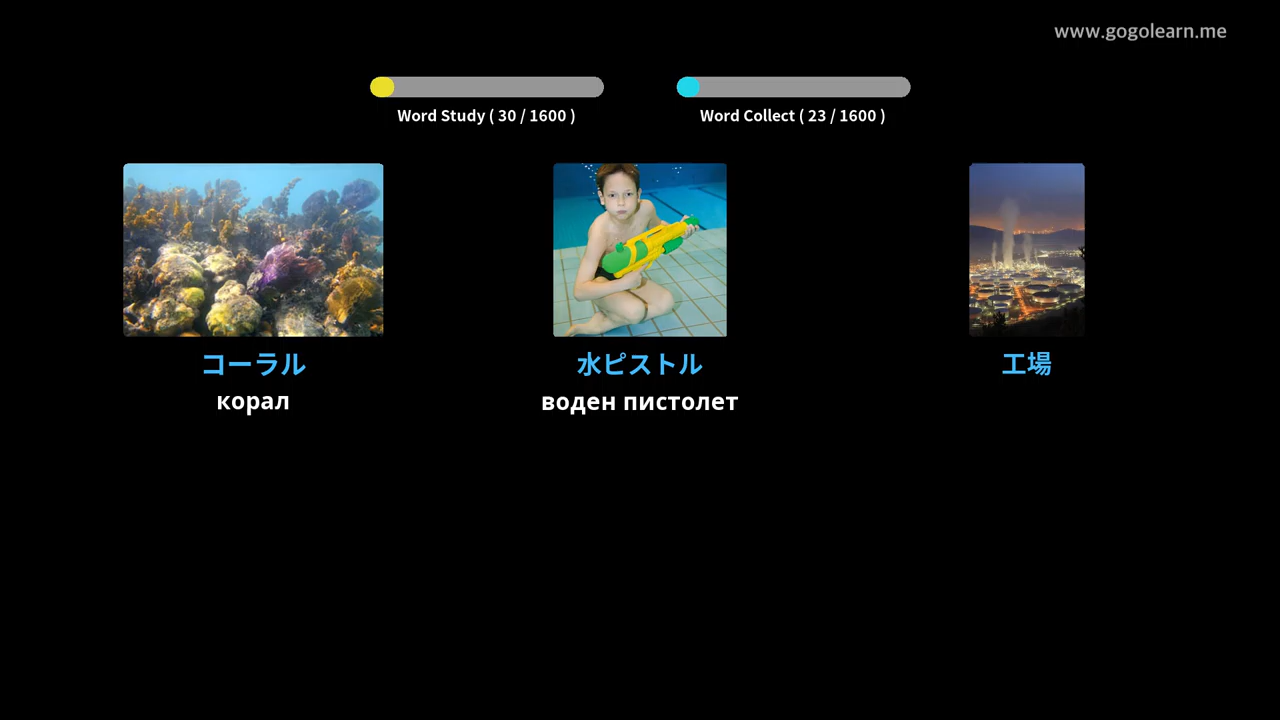 www.gogolearn.me
Word Study ( 30 / 1600 )
Word Collect ( 23 / 1600 )
コーラル
水ピストル
工場
корал
воден пистолет